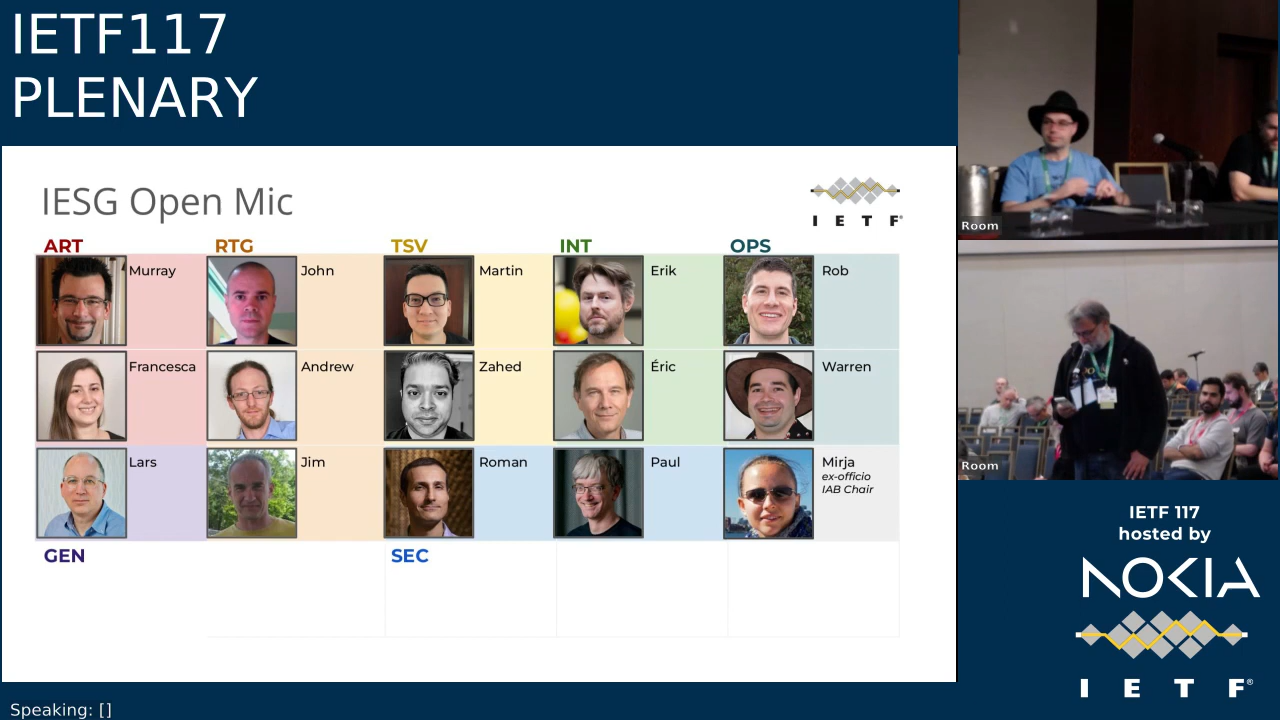 IETF117
PLENARY
IESG Open Mic
I E T F®
ART RTG TSV INT OPS
Murray John Martin Erik Rob
Francesca Andrew Zahed Éric Warren
Lars Jim Roman Paul Mirja
ex-officio
IAB Chair
GEN SEC
Room
Room
IETF 117
hosted by
NOKIA
I E T F®
Speaking: []